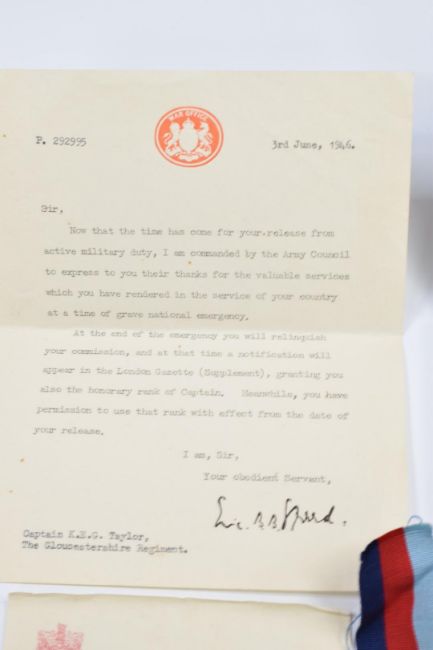 WAR OFFICE
P. 292995
3rd June, 1946.
Sir,
Now that the time has come for your release from
active military duty, I am commanded by the Army Council
to express to you their thanks for the valuable services
which you have rendered in the service of your country
at a time of grave national emergency.
At the end of the emergency you will relinquish
your commission, and at that time a notification will
appear in the London Gazette (Supplement), granting you
also the honorary rank of Captain. Meanwhile, you have
permission to use that rank with effect from the date of
your release.
I am, Sir,
Your obedient Servant,
Eric B.B. Speed.
Captain K.E.G. Taylor,
The Gloucestershire Regiment.